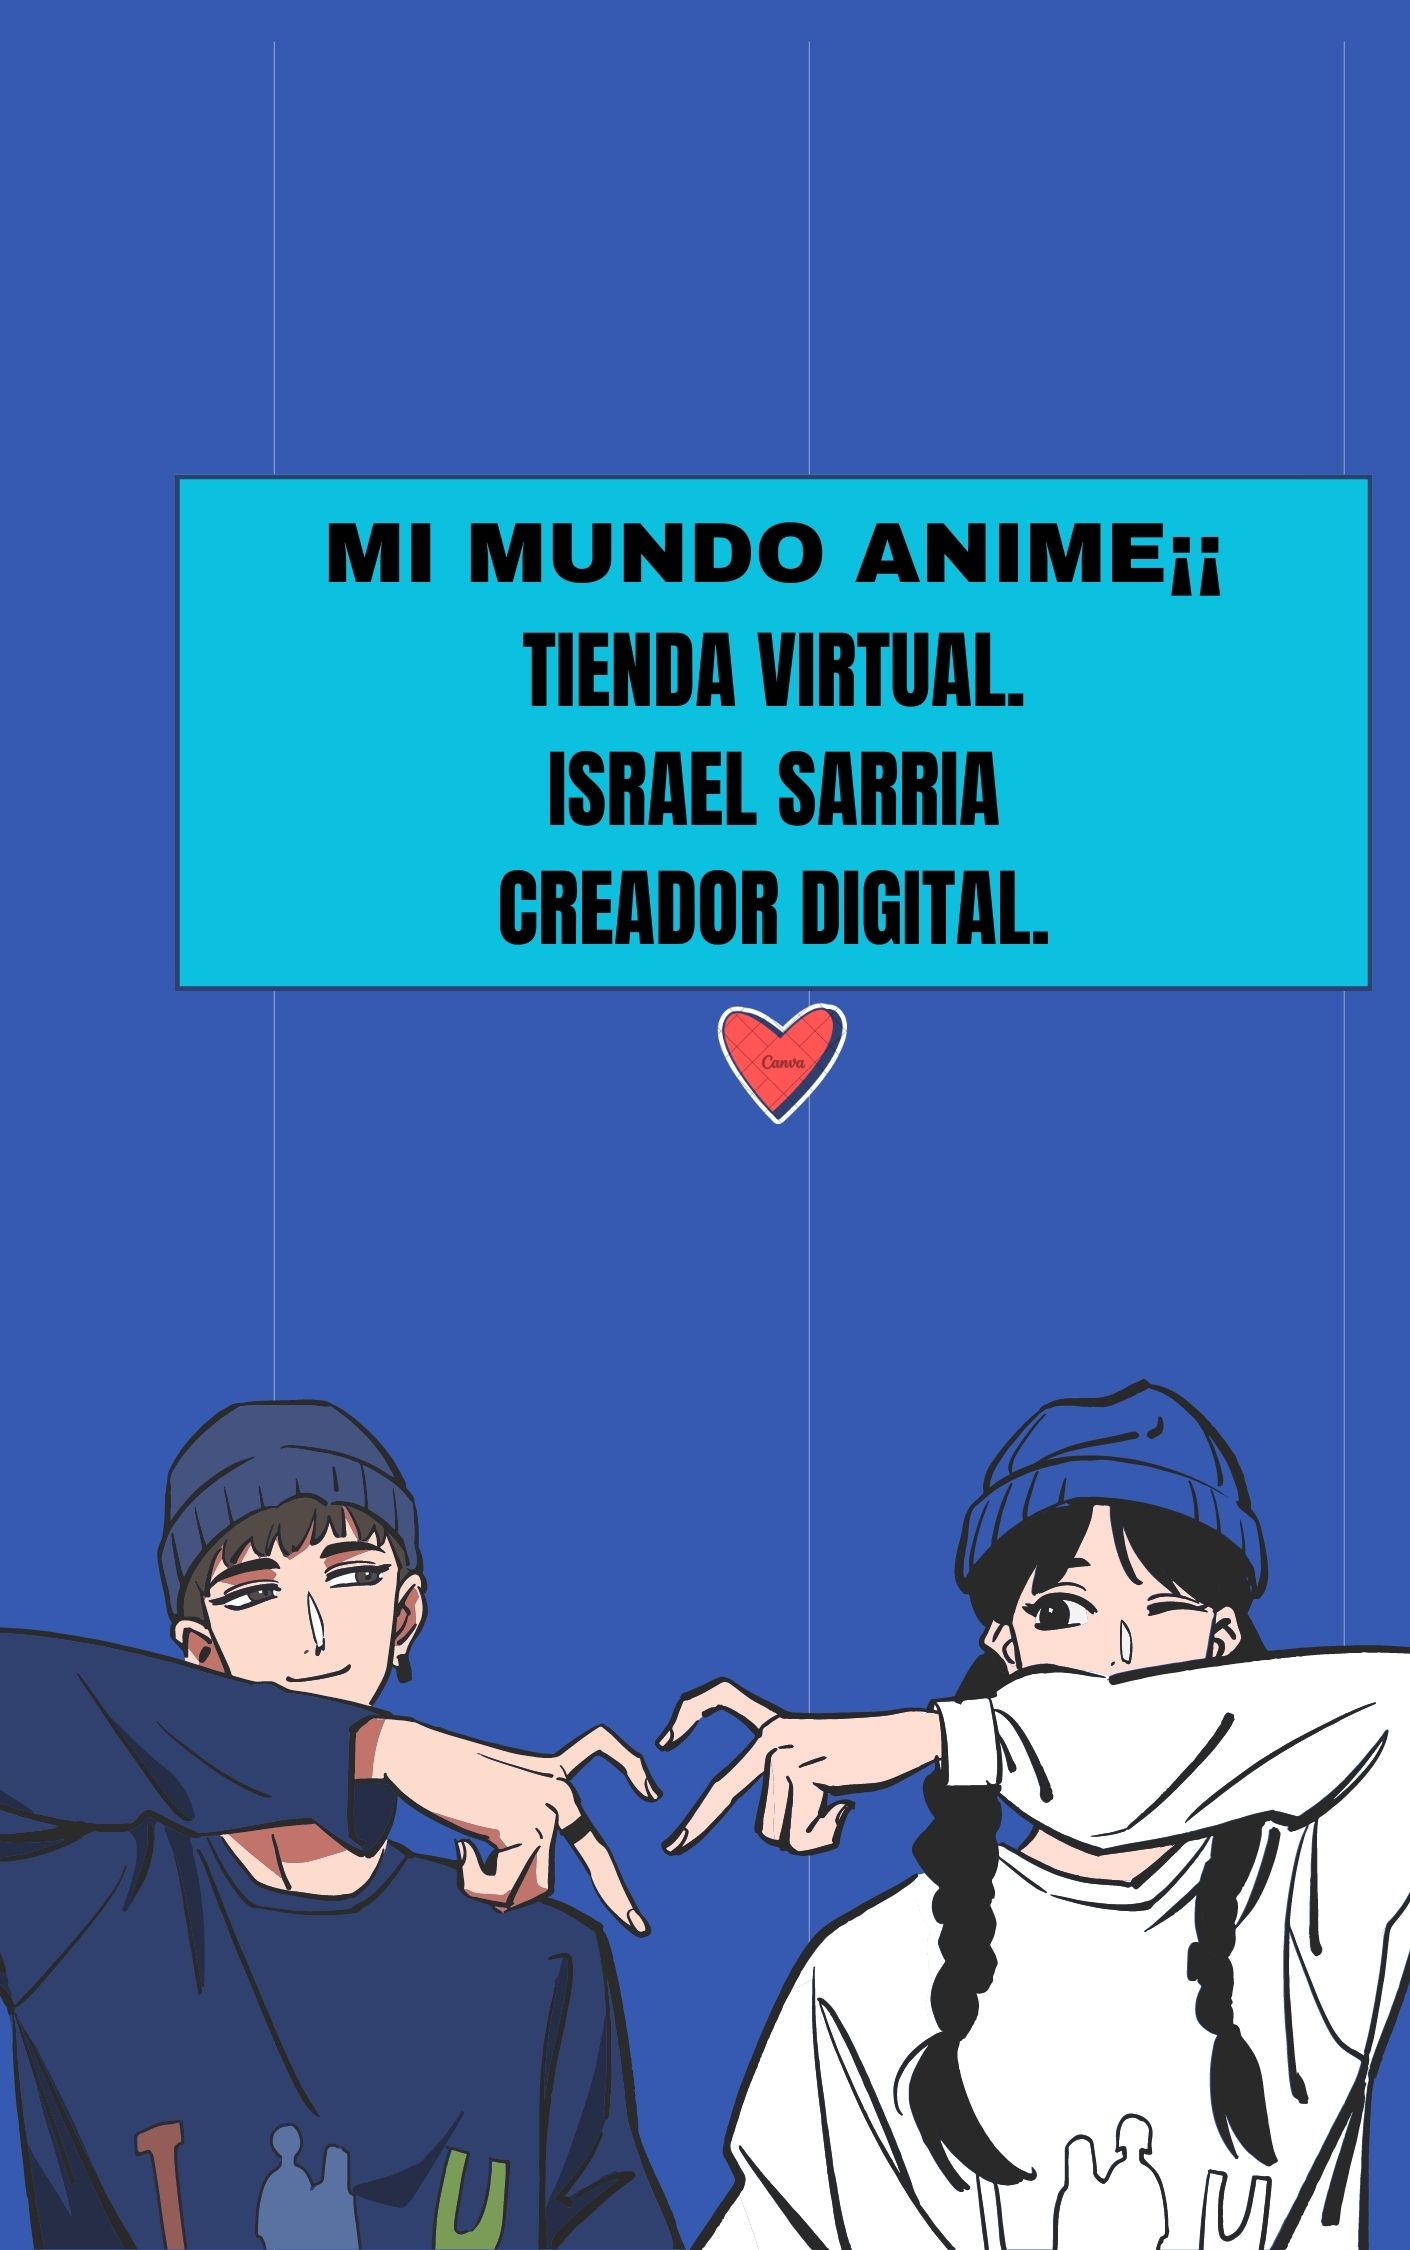 MI MUNDO ANIME¡¡
TIENDA VIRTUAL.
ISRAEL SARRIA
CREADOR DIGITAL.
Canva
I U
U